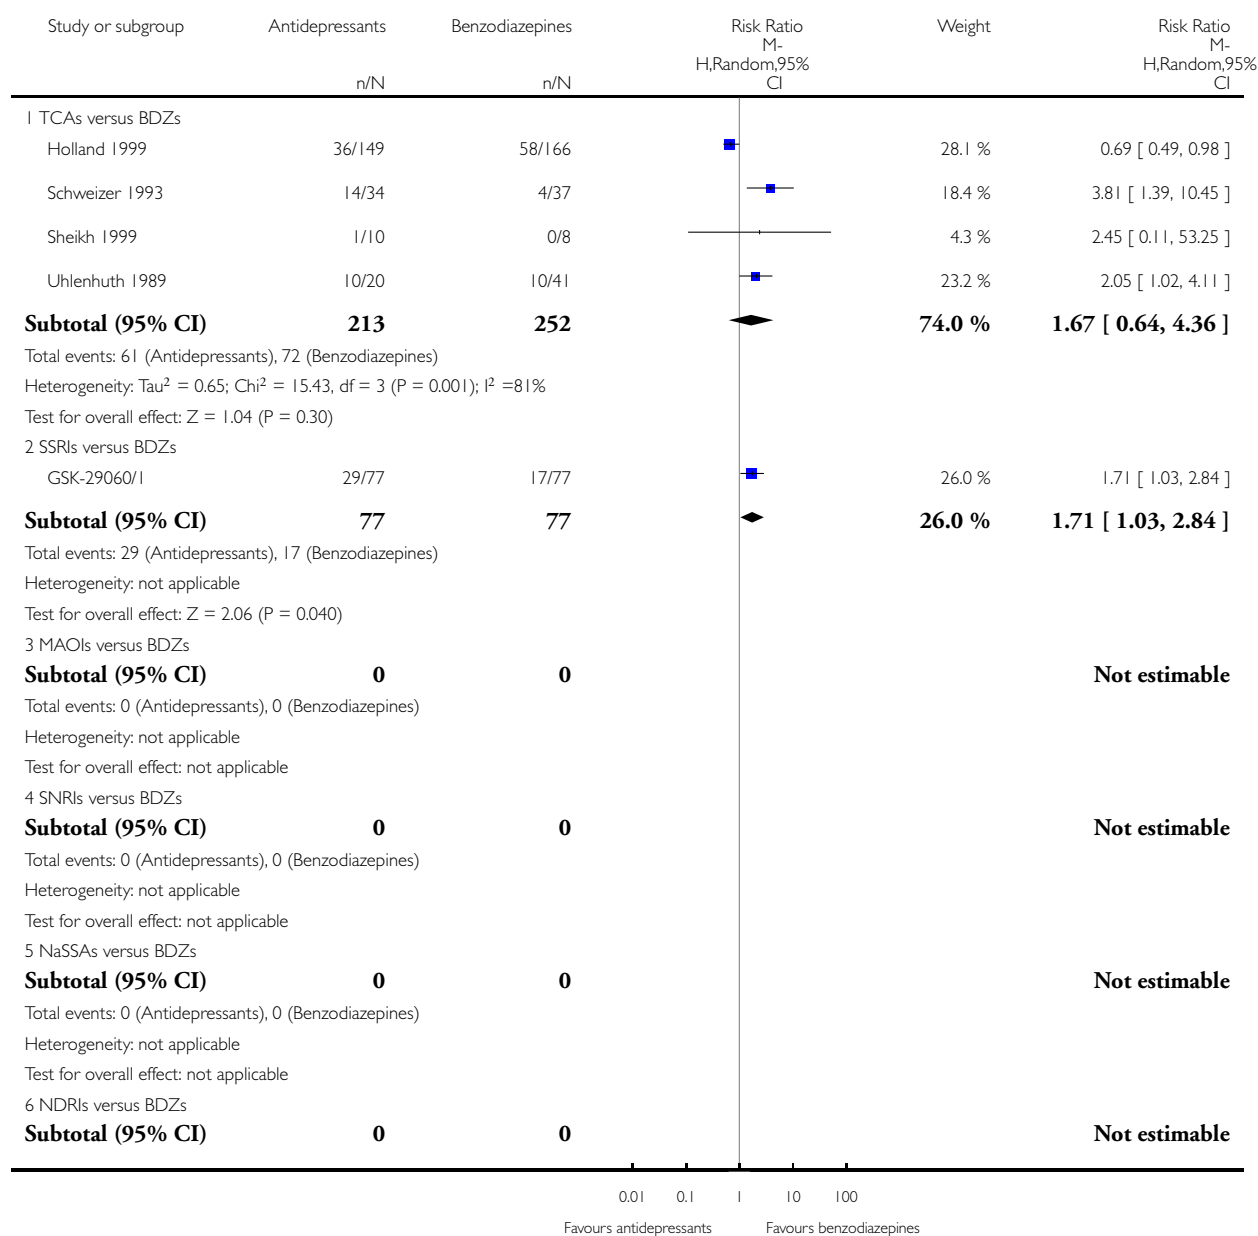 Study or subgroup Antidepressants Benzodiazepines Risk Ratio Weight Risk Ratio
M- M-
H,Random,95% H,Random,95%
n/N n/N CI CI
1 TCAs versus BDZs
Holland 1999 36/149 58/166 28.1 % 0.69 [ 0.49, 0.98 ]
Schweizer 1993 14/34 4/37 18.4 % 3.81 [ 1.39, 10.45 ]
Sheikh 1999 1/10 0/8 4.3 % 2.45 [ 0.11, 53.25 ]
Uhlenhuth 1989 10/20 10/41 23.2 % 2.05 [ 1.02, 4.11 ]
Subtotal (95% CI) 213 252 74.0 % 1.67 [ 0.64, 4.36 ]
Total events: 61 (Antidepressants), 72 (Benzodiazepines)
Heterogeneity: Tau² = 0.65; Chi² = 15.43, df = 3 (P = 0.001); I² =81%
Test for overall effect: Z = 1.04 (P = 0.30)
2 SSRIs versus BDZs
GSK-29060/1 29/77 17/77 26.0 % 1.71 [ 1.03, 2.84 ]
Subtotal (95% CI) 77 77 26.0 % 1.71 [ 1.03, 2.84 ]
Total events: 29 (Antidepressants), 17 (Benzodiazepines)
Heterogeneity: not applicable
Test for overall effect: Z = 2.06 (P = 0.040)
3 MAOIs versus BDZs
Subtotal (95% CI) 0 0 Not estimable
Total events: 0 (Antidepressants), 0 (Benzodiazepines)
Heterogeneity: not applicable
Test for overall effect: not applicable
4 SNRIs versus BDZs
Subtotal (95% CI) 0 0 Not estimable
Total events: 0 (Antidepressants), 0 (Benzodiazepines)
Heterogeneity: not applicable
Test for overall effect: not applicable
5 NaSSAs versus BDZs
Subtotal (95% CI) 0 0 Not estimable
Total events: 0 (Antidepressants), 0 (Benzodiazepines)
Heterogeneity: not applicable
Test for overall effect: not applicable
6 NDRIs versus BDZs
Subtotal (95% CI) 0 0 Not estimable
0.01 0.1 1 10 100
Favours antidepressants Favours benzodiazepines